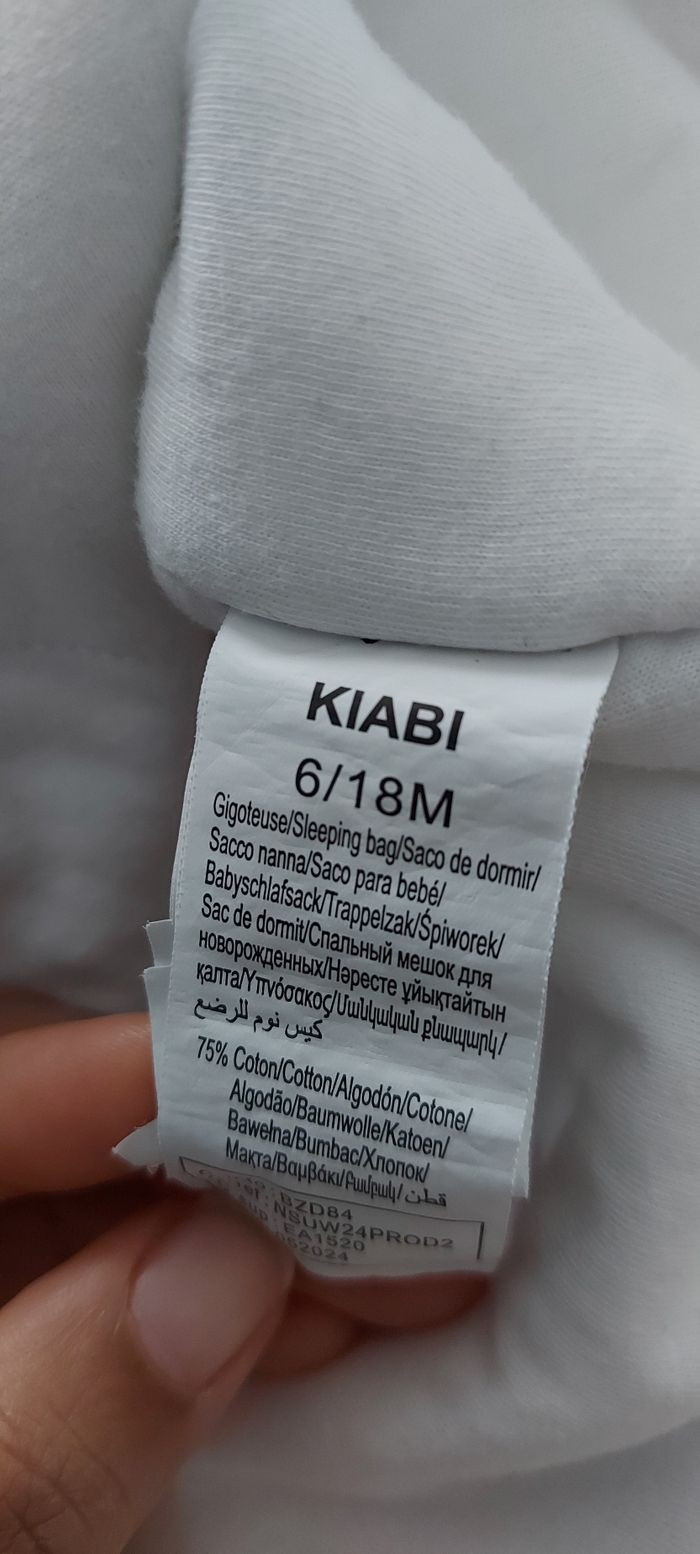 KIABI
6/18M
Gigoteuse/Sleeping bag/Saco de dormir/
Sacco nanna/Saco para bebé/
Babyschlafsack/Trappelzak/Śpiworek/
Sac de dormit/Спальный мешок для
новорожденных/Нәресте ұйықтайтын
қапта/Υπνόσακος/Մանկական քնապարկ/
كيس نوم للرضع
75% Coton/Cotton/Algodón/Cotone/
Algodão/Baumwolle/Katoen/
Bawełna/Bumbac/Хлопок/
Мақта/Βαμβάκι/Բամբակ/قطن
BZD84
NSUW24PROD2
EA1520